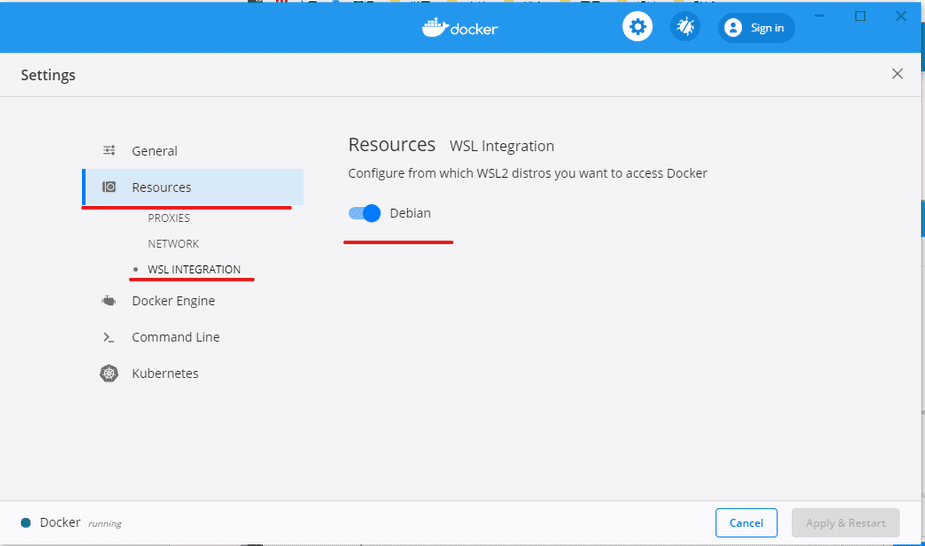 docker
Sign in
Settings
General
Resources
PROXIES
NETWORK
WSL INTEGRATION
Docker Engine
Command Line
Kubernetes
Resources WSL Integration
Configure from which WSL2 distros you want to access Docker
Debian
Docker running
Cancel
Apply & Restart